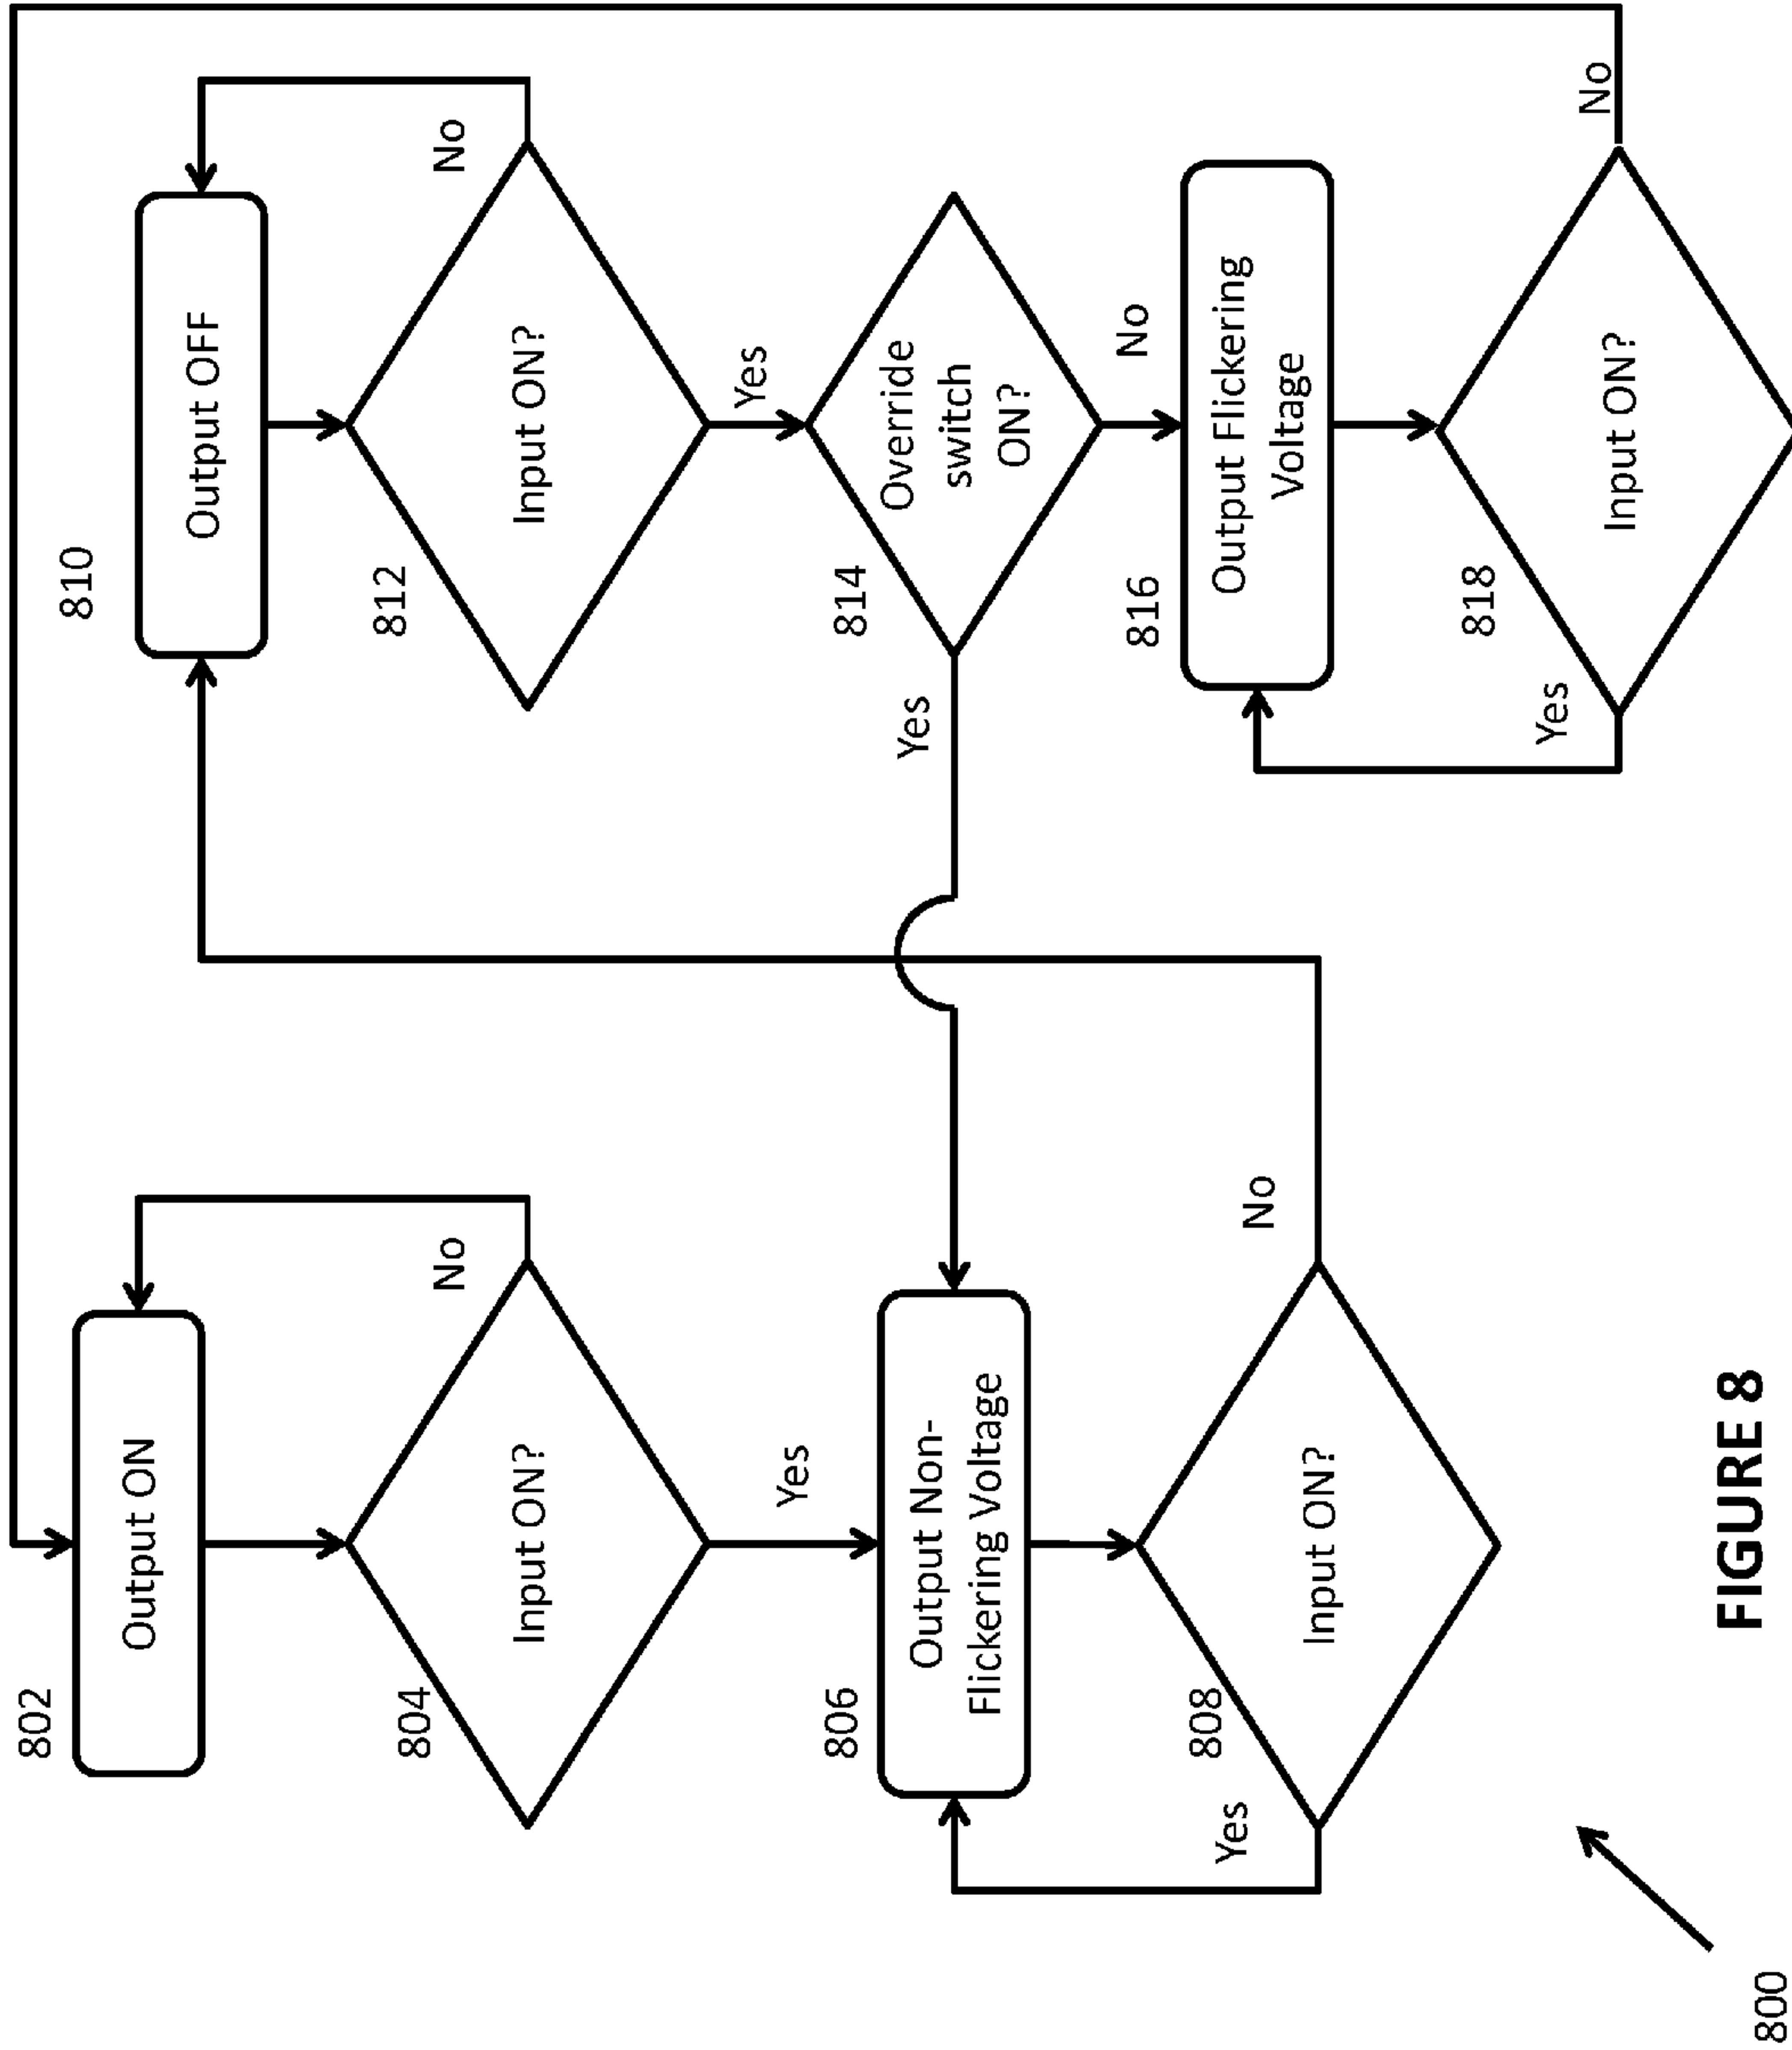 802
Output ON
804
Input ON?
No
Yes
806
Output Non-
Flickering Voltage
808
Input ON?
Yes
No
810
Output OFF
812
Input ON?
No
Yes
814
Override
switch
ON?
Yes
No
816
Output Flickering
Voltage
818
Input ON?
Yes
No
800
FIGURE 8